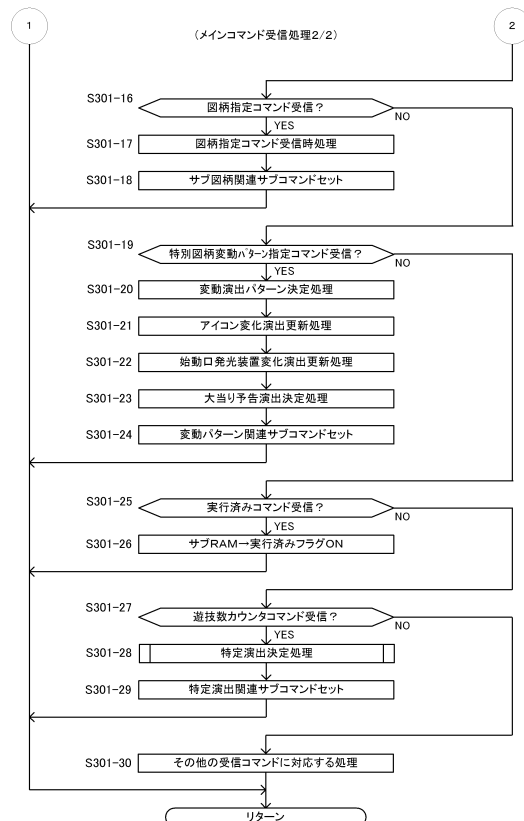 1
(メインコマンド受信処理2/2)
2
S301-16
図柄指定コマンド受信?
NO
YES
S301-17
図柄指定コマンド受信時処理
S301-18
サブ図柄関連サブコマンドセット
S301-19
特別図柄変動パターン指定コマンド受信?
NO
YES
S301-20
変動演出パターン決定処理
S301-21
アイコン変化演出更新処理
S301-22
始動口発光装置変化演出更新処理
S301-23
大当り予告演出決定処理
S301-24
変動パターン関連サブコマンドセット
S301-25
実行済みコマンド受信?
NO
YES
S301-26
サブRAM→実行済みフラグON
S301-27
遊技数カウンタコマンド受信?
NO
YES
S301-28
特定演出決定処理
S301-29
特定演出関連サブコマンドセット
S301-30
その他の受信コマンドに対応する処理
リターン